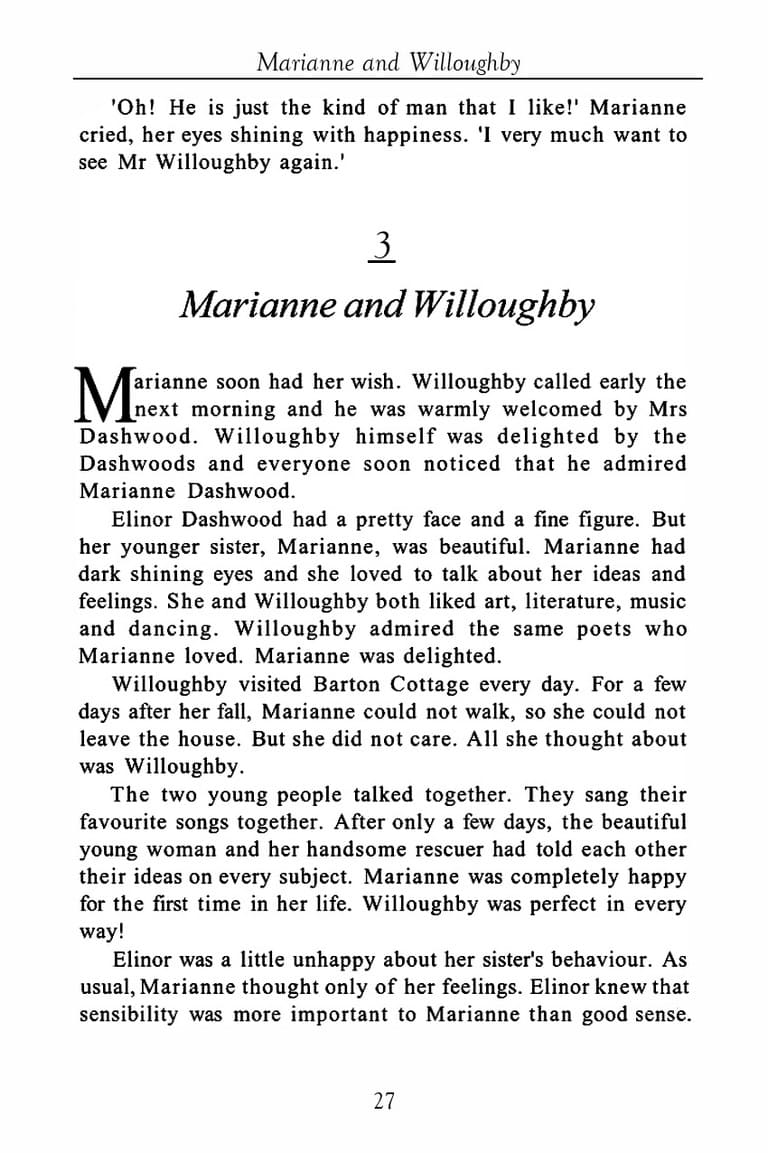 Marianne and Willoughby
'Oh! He is just the kind of man that I like!' Marianne
cried, her eyes shining with happiness. 'I very much want to
see Mr Willoughby again.'
3
Marianne and Willoughby
Marianne soon had her wish. Willoughby called early the
next morning and he was warmly welcomed by Mrs
Dashwood. Willoughby himself was delighted by the
Dashwoods and everyone soon noticed that he admired
Marianne Dashwood.
Elinor Dashwood had a pretty face and a fine figure. But
her younger sister, Marianne, was beautiful. Marianne had
dark shining eyes and she loved to talk about her ideas and
feelings. She and Willoughby both liked art, literature, music
and dancing. Willoughby admired the same poets who
Marianne loved. Marianne was delighted.
Willoughby visited Barton Cottage every day. For a few
days after her fall, Marianne could not walk, so she could not
leave the house. But she did not care. All she thought about
was Willoughby.
The two young people talked together. They sang their
favourite songs together. After only a few days, the beautiful
young woman and her handsome rescuer had told each other
their ideas on every subject. Marianne was completely happy
for the first time in her life. Willoughby was perfect in every
way!
Elinor was a little unhappy about her sister's behaviour. As
usual, Marianne thought only of her feelings. Elinor knew that
sensibility was more important to Marianne than good sense.
27